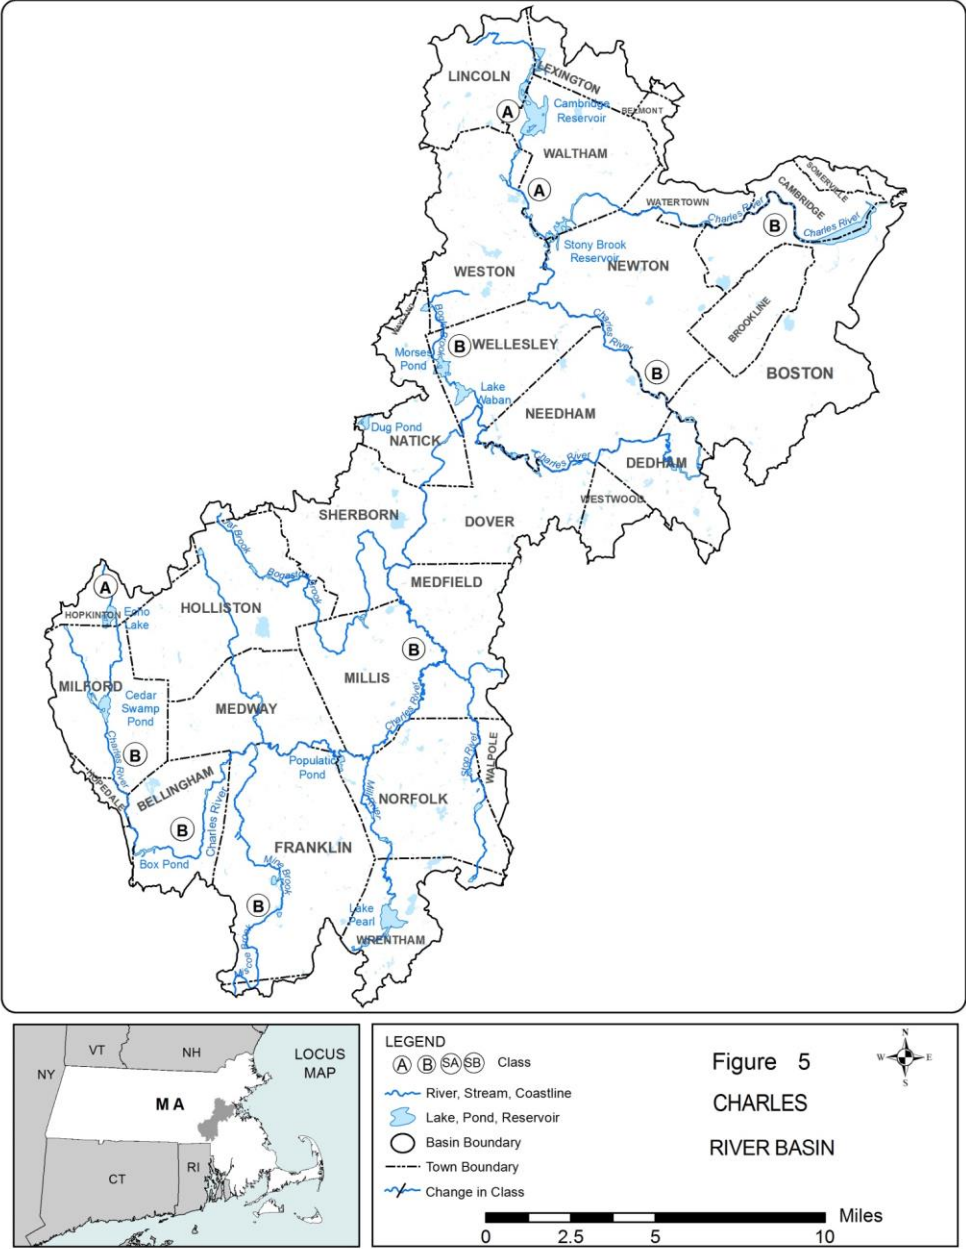 LINCOLN
LEXINGTON
Cambridge
Reservoir
BELMONT
A
WALTHAM
A
SOMERVILLE
CAMBRIDGE
WATERTOWN
Charles River
B
Charles River
Stony Brook
Reservoir
NEWTON
WESTON
BROOKLINE
Charles River
B
WELLESLEY
Morses
Pond
B
BOSTON
Lake
Waban
NEEDHAM
Dug Pond
NATICK
Charles River
DEDHAM
WESTWOOD
SHERBORN
DOVER
MEDFIELD
A
HOPKINTON
Echo
Lake
HOLLISTON
B
MILLIS
MILFORD
Cedar
Swamp
Pond
MEDWAY
Charles River
Charles River
B
Stop River
WALPOLE
HOPEDALE
BELLINGHAM
NORFOLK
B
Charles River
Box Pond
FRANKLIN
Mine Brook
B
Lake
Pearl
WRENTHAM
NY
VT
NH
LOCUS
MAP
MA
CT
RI
LEGEND
A B SA SB Class
River, Stream, Coastline
Lake, Pond, Reservoir
Basin Boundary
Town Boundary
Change in Class
Figure 5
CHARLES
RIVER BASIN
N
W E
S
Miles
0 2.5 5 10